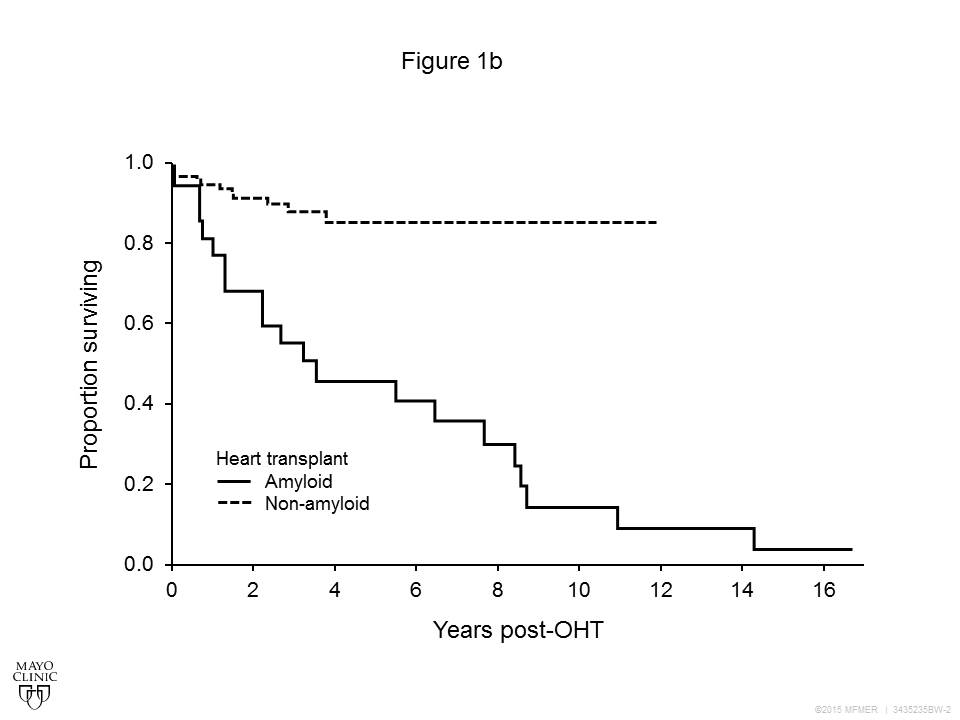 Figure 1b
1.0
0.8
0.6
0.4
0.2
0.0
Proportion surviving
Heart transplant
Amyloid
Non-amyloid
0 2 4 6 8 10 12 14 16
Years post-OHT
MAYO
CLINIC
©2015 MFMER | 3435235BW-2